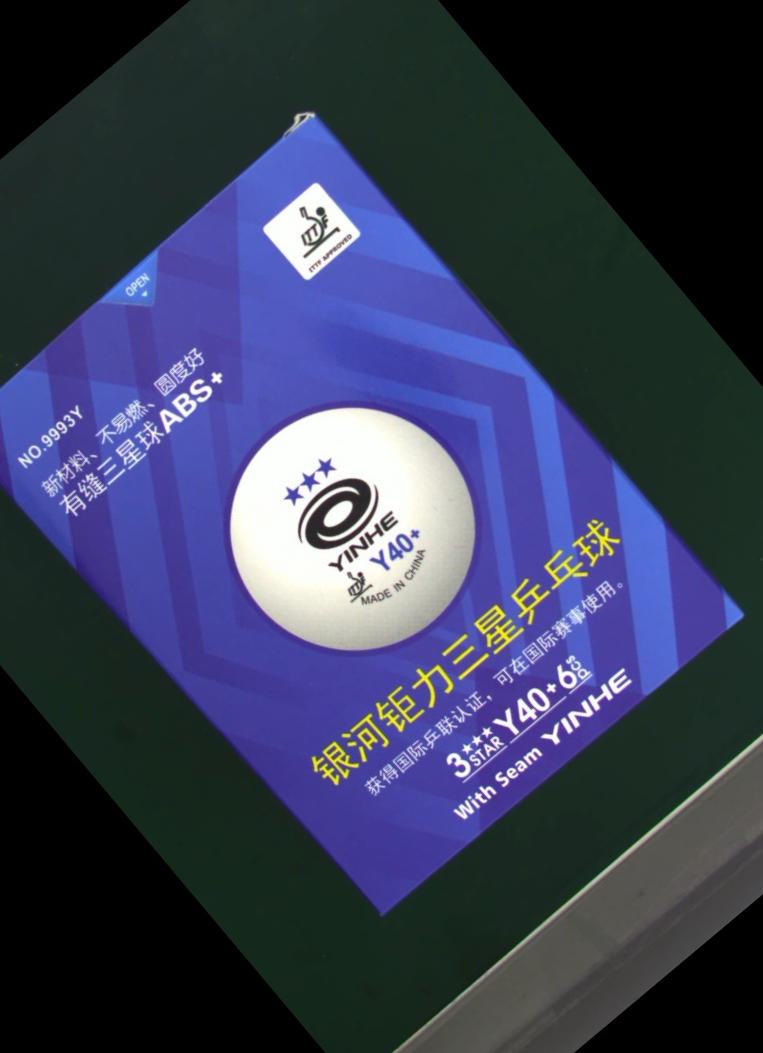 ITTF
ITTF APPROVED
OPEN
NO.9993Y
新材料、不易燃、圆度好
有缝三星球ABS+
YINHE
Y40+
ITTF
MADE IN CHINA
银河钜力三星乒乓球
获得国际乒联认证，可在国际赛事使用。
3★★★STAR Y40+ 6PCS
With Seam YINHE